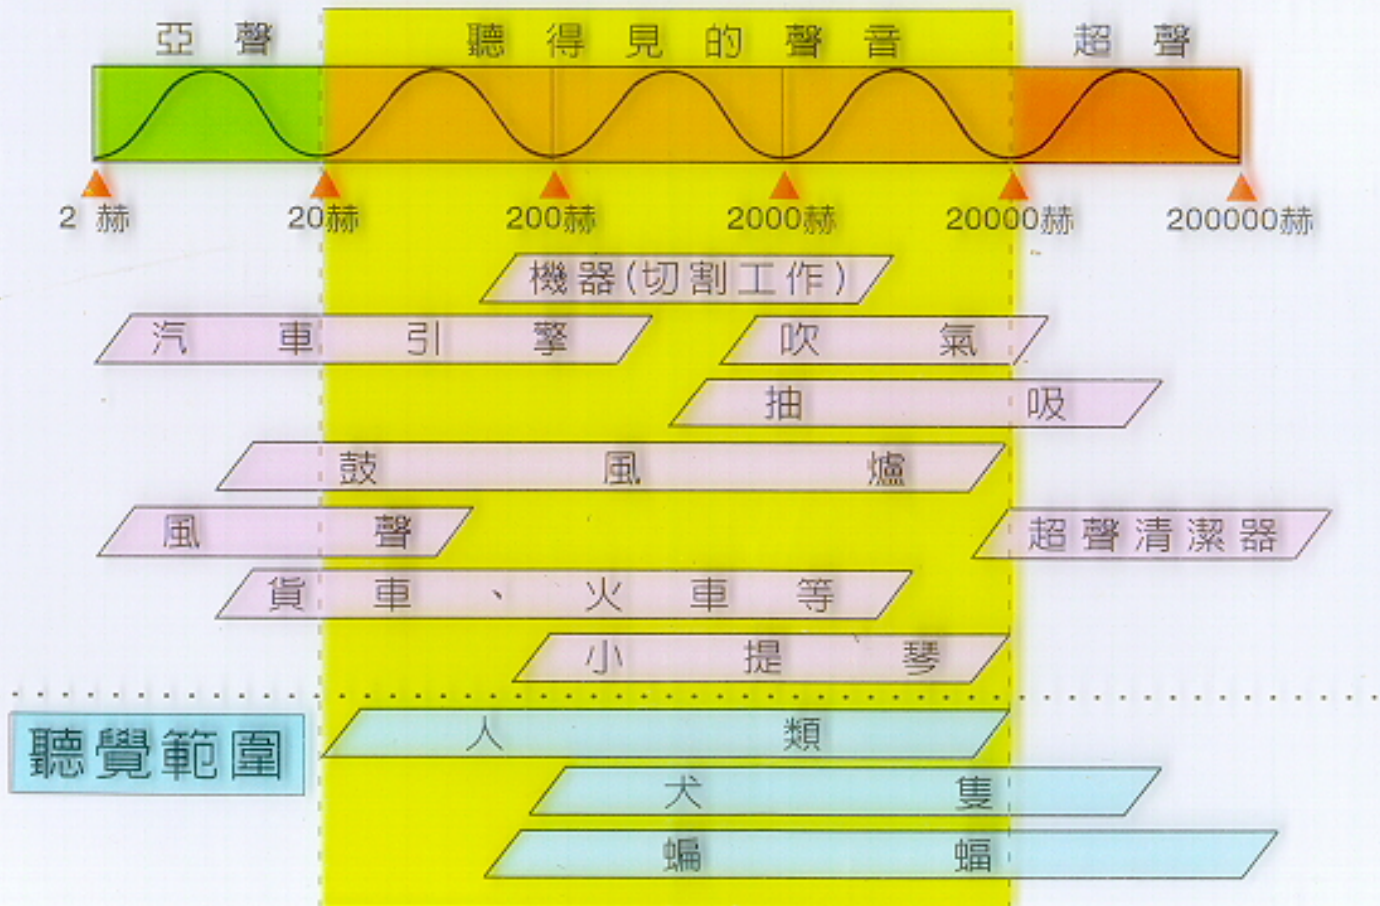 亞聲 聽得見的聲音 超聲
2 赫 20赫 200赫 2000赫 20000赫 200000赫
機器(切割工作)
汽車引擎 吹氣
抽吸
鼓風爐
風聲 超聲清潔器
貨車、火車等
小提琴
聽覺範圍 人類
犬隻
蝙蝠